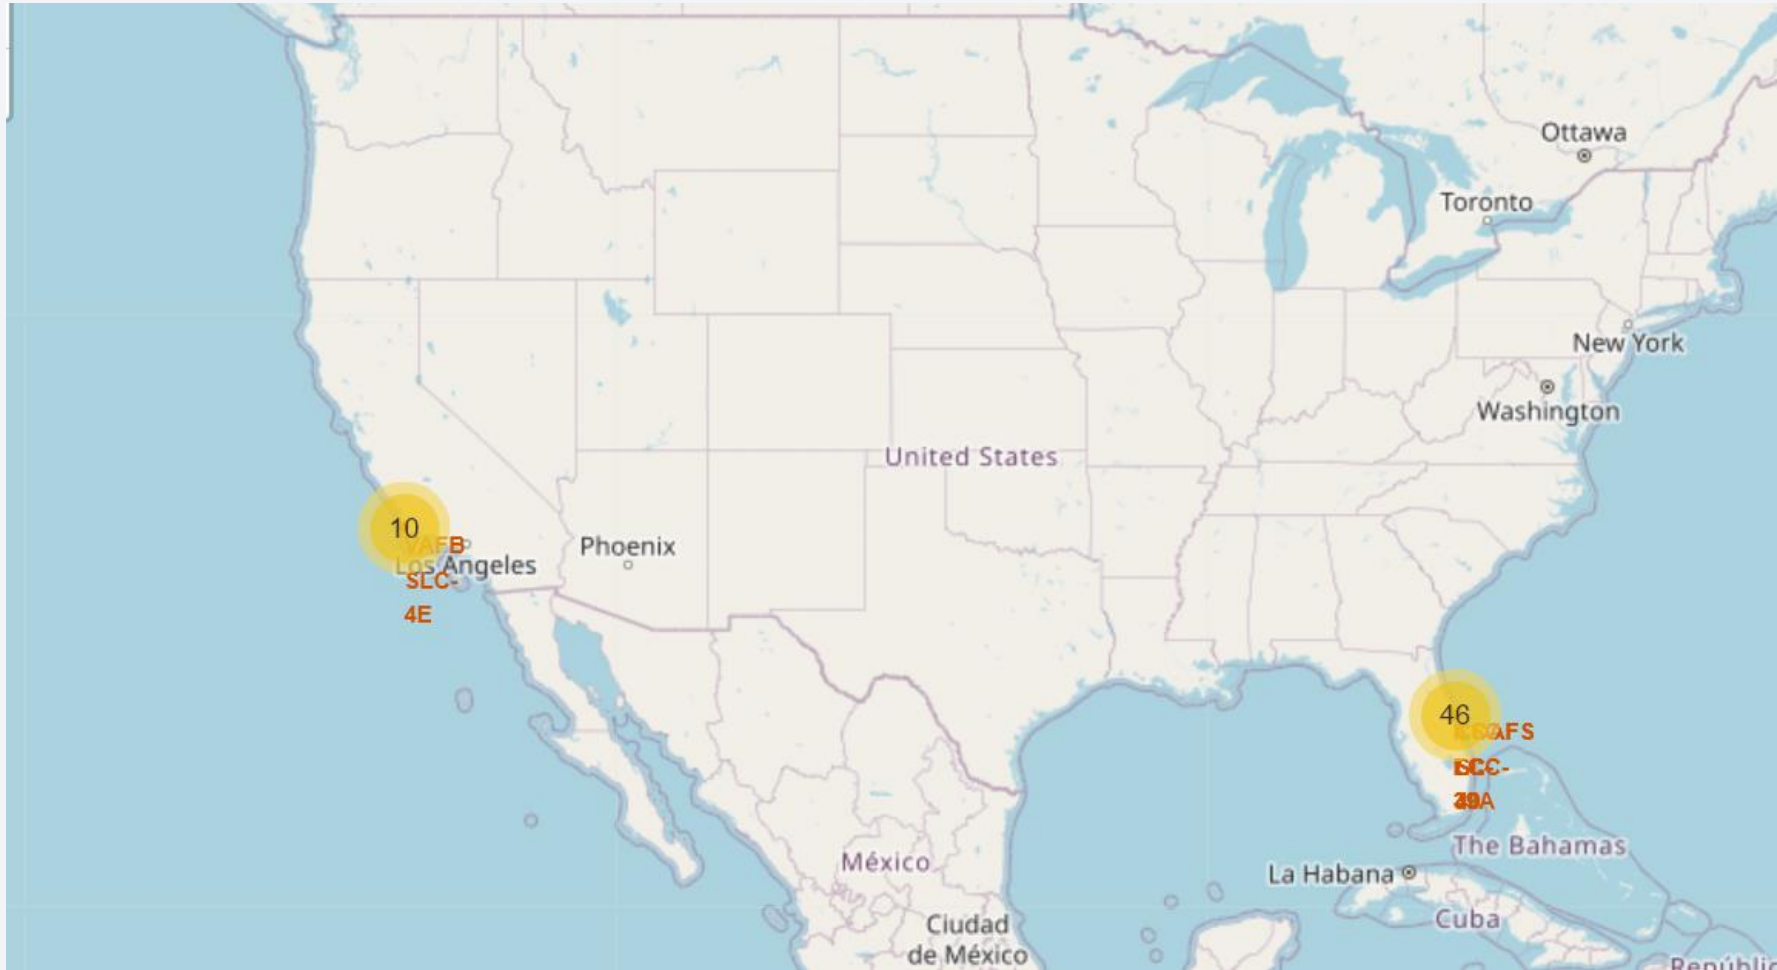 Ottawa
Toronto
New York
Washington
United States
10
VAFB
Los Angeles
Phoenix
SLC-
4E
46
The Bahamas
México
La Habana
Cuba
Ciudad
de México